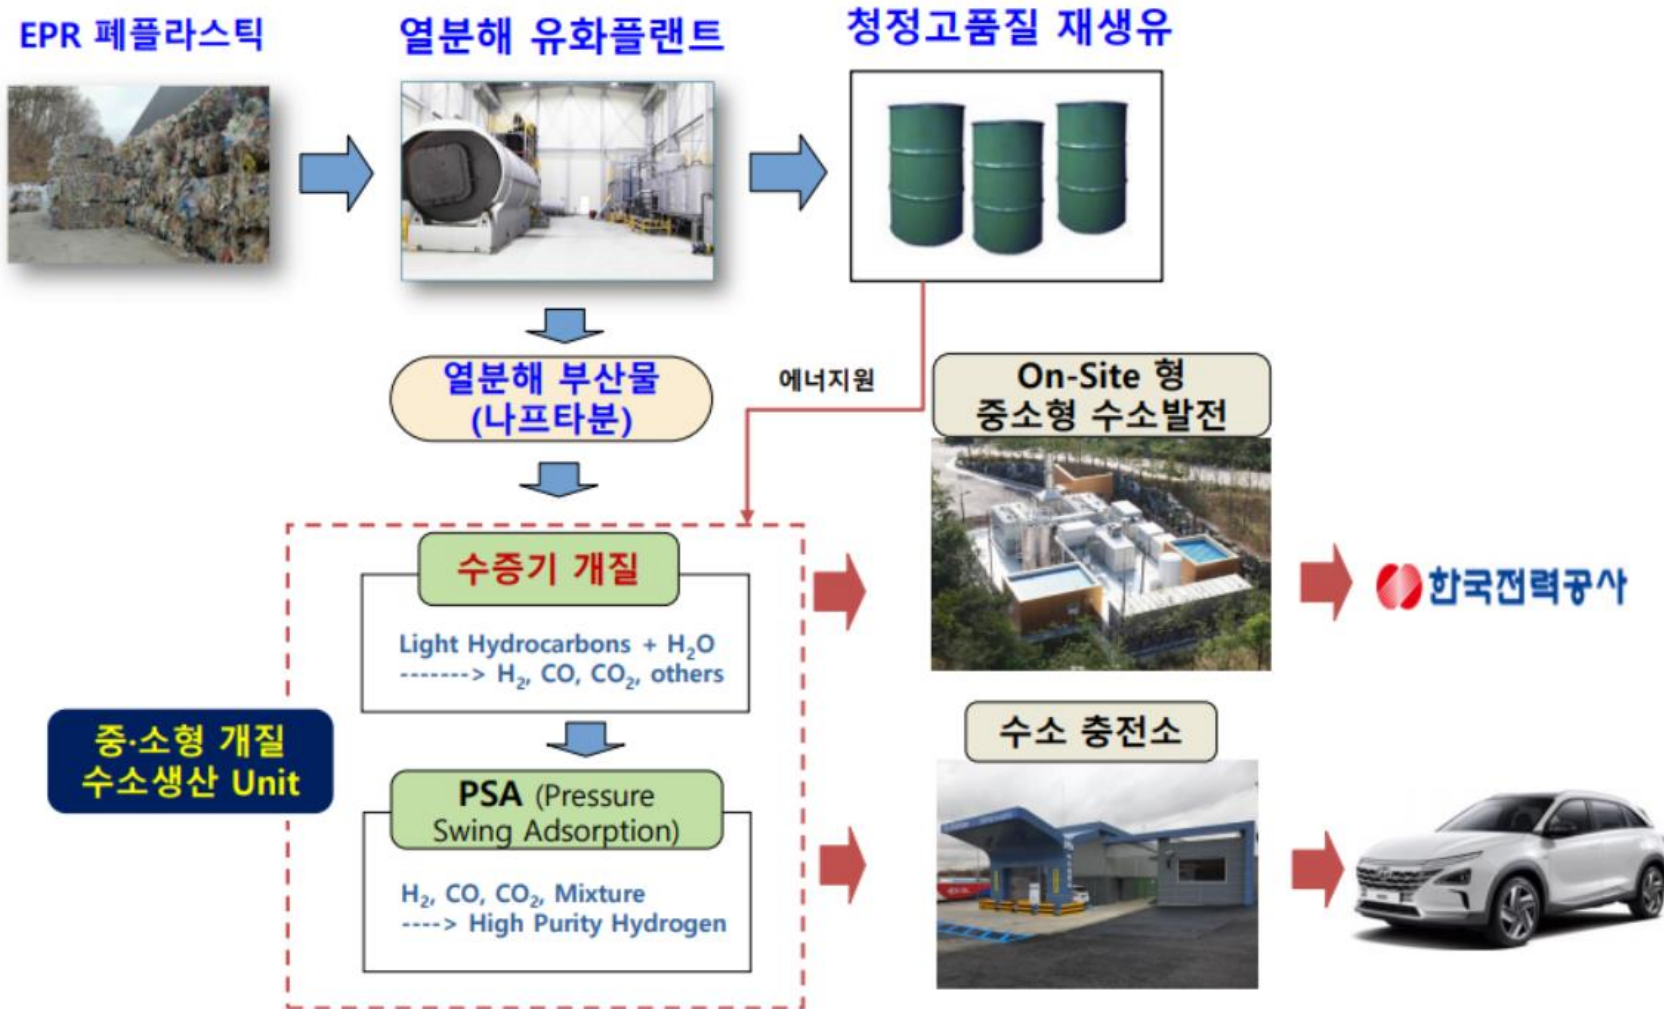 EPR 폐플라스틱
열분해 유화플랜트
청정고품질 재생유
열분해 부산물
(나프타분)
에너지원
On-Site 형
중소형 수소발전
수증기 개질
Light Hydrocarbons + H₂O
-------> H₂, CO, CO₂, others
한국전력공사
중·소형 개질
수소생산 Unit
PSA (Pressure
Swing Adsorption)
H₂, CO, CO₂, Mixture
----> High Purity Hydrogen
수소 충전소